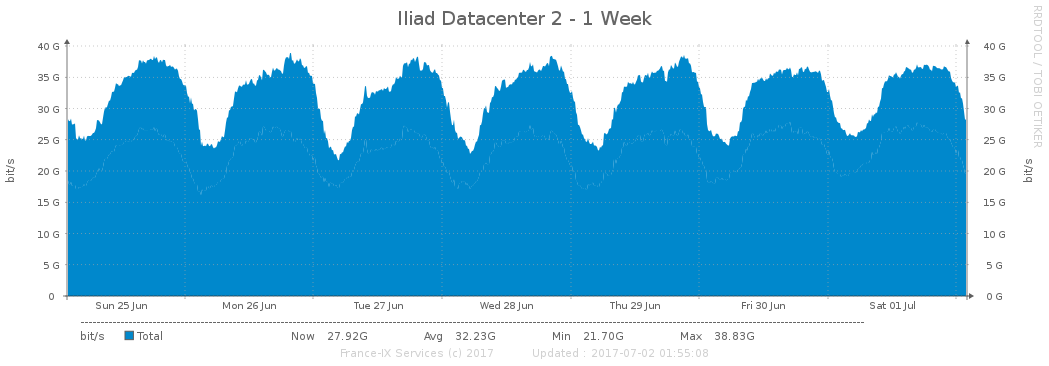 Iliad Datacenter 2 - 1 Week
RRDTOOL / TOBI OETIKER
40 G 40 G
35 G 35 G
30 G 30 G
25 G 25 G
20 G 20 G
15 G 15 G
10 G 10 G
5 G 5 G
0 0 G
bit/s bit/s
Sun 25 Jun Mon 26 Jun Tue 27 Jun Wed 28 Jun Thu 29 Jun Fri 30 Jun Sat 01 Jul
bit/s Total Now 27.92G Avg 32.23G Min 21.70G Max 38.83G
France-IX Services (c) 2017 Updated : 2017-07-02 01:55:08